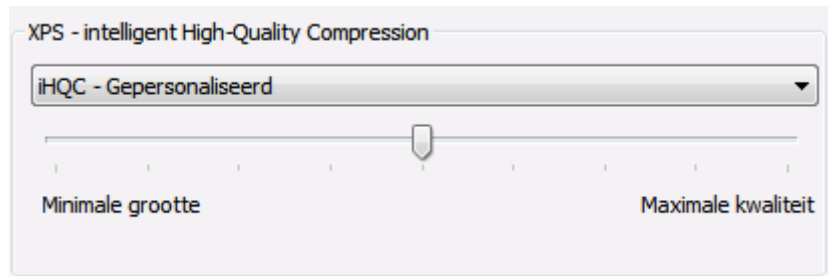 XPS - intelligent High-Quality Compression
iHQC - Gepersonaliseerd
Minimale grootte Maximale kwaliteit